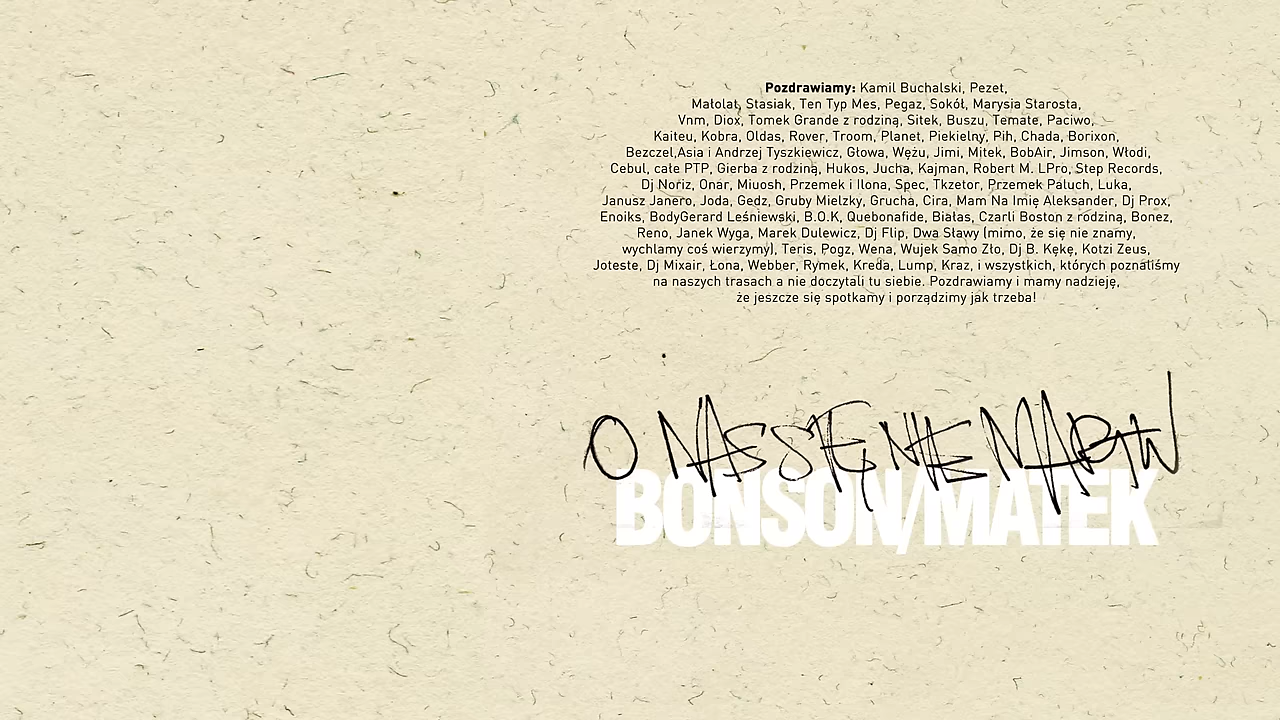 Pozdrawiamy: Kamil Buchalski, Pezet,
Małolat, Stasiak, Ten Typ Mes, Pegaz, Sokół, Marysia Starosta,
Vnm, Diox, Tomek Grande z rodziną, Sitek, Buszu, Temate, Paciwo,
Kaiteu, Kobra, Oldas, Rover, Troom, Planet, Piekielny, Pih, Chada, Borixon,
Bezczel,Asia i Andrzej Tyszkiewicz, Głowa, Wężu, Jimi, Mitek, BobAir, Jimson, Włodi,
Cebul, całe PTP, Gierba z rodziną, Hukos, Jucha, Kajman, Robert M. LPro, Step Records,
Dj Noriz, Onar, Miuosh, Przemek i Ilona, Spec, Tkzetor, Przemek Paluch, Luka,
Janusz Janero, Joda, Gedz, Gruby Mielzky, Grucha, Cira, Mam Na Imię Aleksander, Dj Prox,
Enoiks, BodyGerard Leśniewski, B.O.K, Quebonafide, Białas, Czarli Boston z rodziną, Bonez,
Reno, Janek Wyga, Marek Dulewicz, Dj Flip, Dwa Sławy (mimo, że się nie znamy,
wychlamy coś wierzymy), Teris, Pogz, Wena, Wujek Samo Zło, Dj B. Kękę, Kotzi Zeus,
Joteste, Dj Mixair, Łona, Webber, Rymek, Kreda, Lump, Kraz, i wszystkich, których poznaliśmy
na naszych trasach a nie doczytali tu siebie. Pozdrawiamy i mamy nadzieję,
że jeszcze się spotkamy i porządzimy jak trzeba!
O NAS SIĘ NIE MARTW
BONSON/MATEK